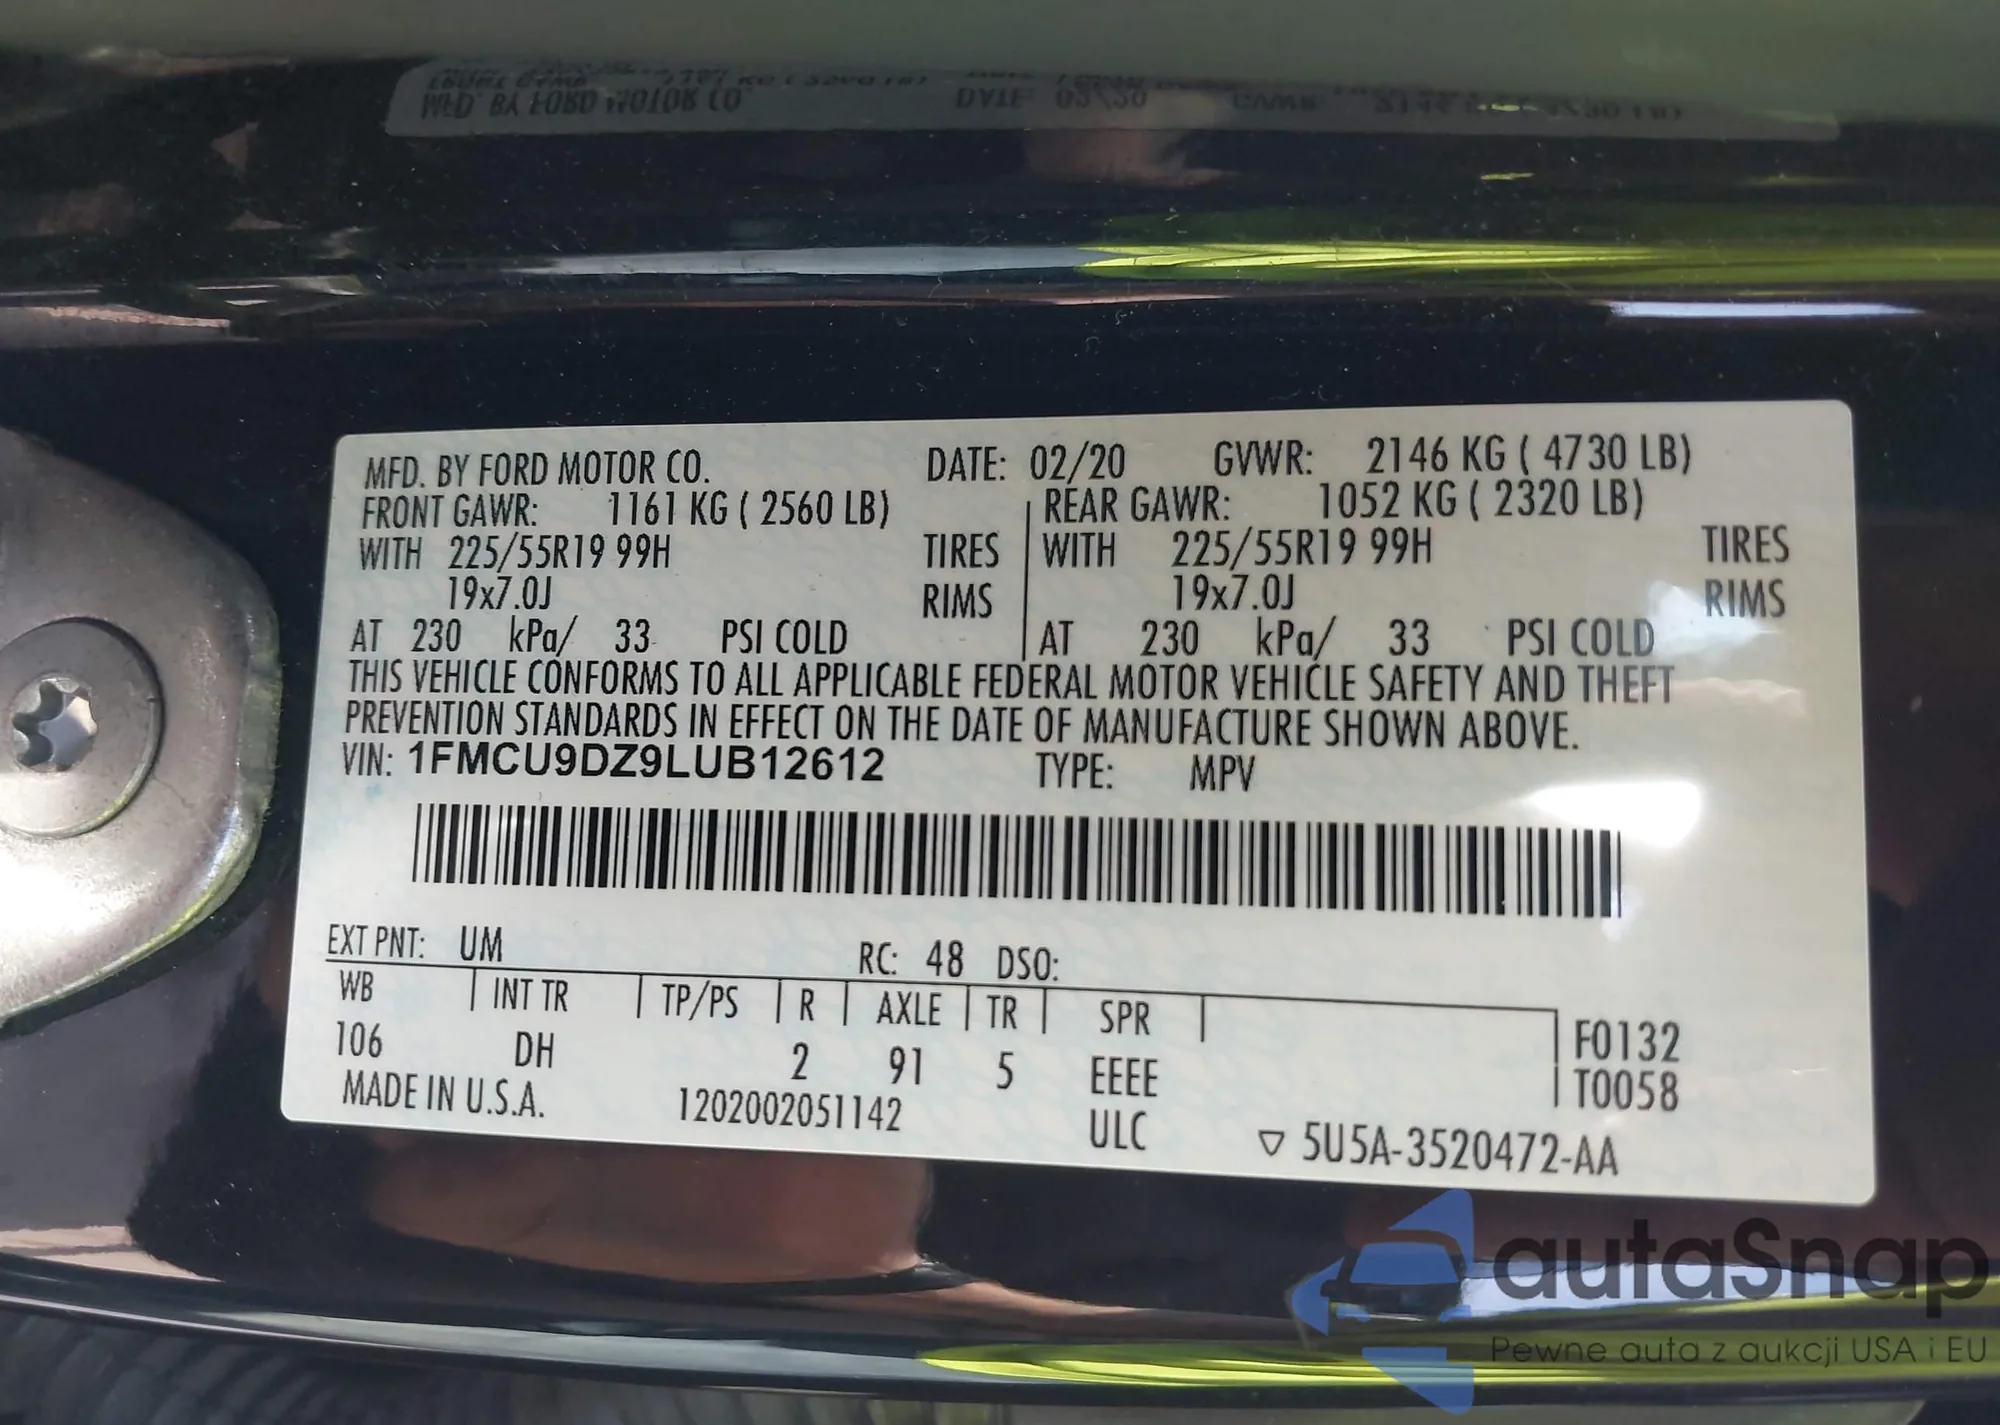 MFD. BY FORD MOTOR CO. DATE: 02/20 GVWR: 2146 KG ( 4730 LB)
FRONT GAWR: 1161 KG ( 2560 LB) REAR GAWR: 1052 KG ( 2320 LB)
WITH 225/55R19 99H TIRES WITH 225/55R19 99H TIRES
19x7.0J RIMS 19x7.0J RIMS
AT 230 kPa/ 33 PSI COLD AT 230 kPa/ 33 PSI COLD
THIS VEHICLE CONFORMS TO ALL APPLICABLE FEDERAL MOTOR VEHICLE SAFETY AND THEFT
PREVENTION STANDARDS IN EFFECT ON THE DATE OF MANUFACTURE SHOWN ABOVE.
VIN: 1FMCU9DZ9LUB12612 TYPE: MPV
EXT PNT: UM RC: 48 DSO:
WB INT TR TP/PS R AXLE TR SPR F0132
106 DH 2 91 5 EEEE T0058
MADE IN U.S.A. 1202002051142 ULC ▽ 5U5A-3520472-AA
autaSnap
Pewne auta z aukcji USA i EU